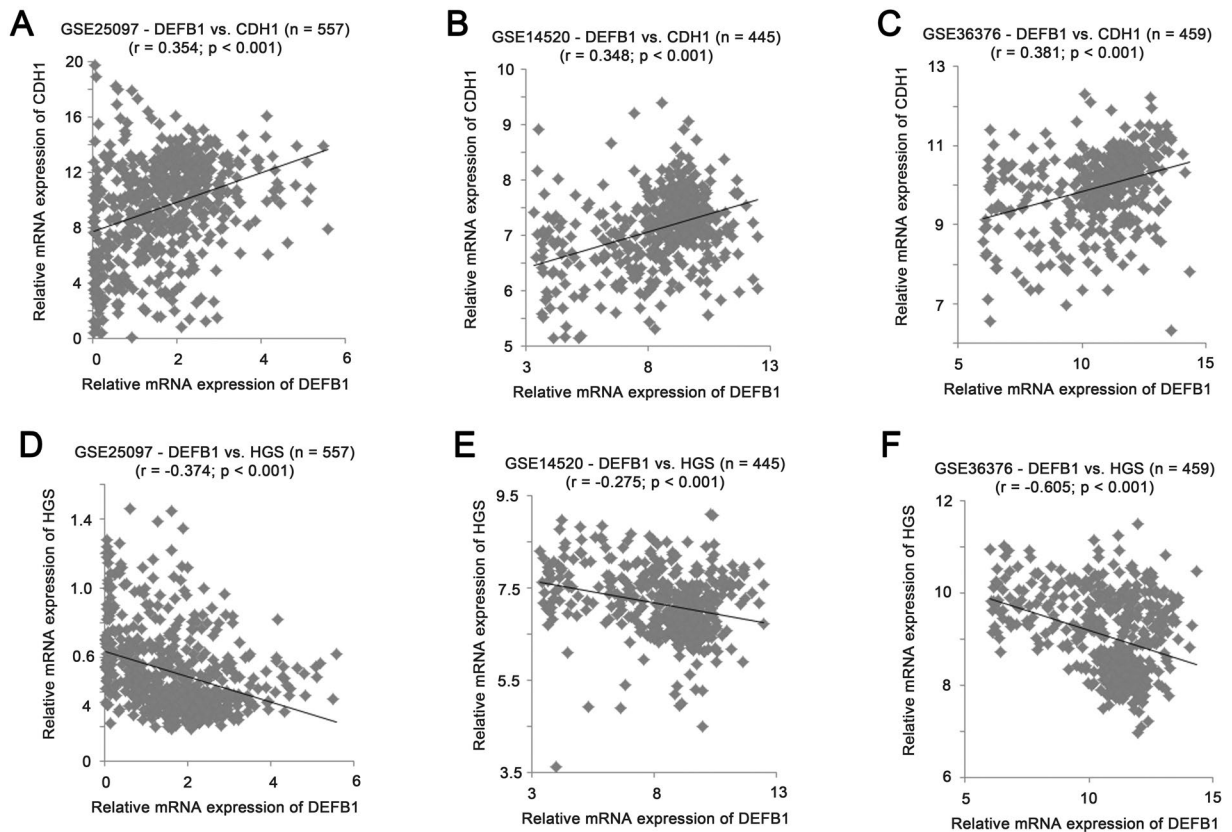 A
GSE25097 - DEFB1 vs. CDH1 (n = 557)
(r = 0.354; p < 0.001)
Relative mRNA expression of CDH1
20
16
12
8
4
0
0 2 4 6
Relative mRNA expression of DEFB1
B
GSE14520 - DEFB1 vs. CDH1 (n = 445)
(r = 0.348; p < 0.001)
Relative mRNA expression of CDH1
10
9
8
7
6
5
3 8 13
Relative mRNA expression of DEFB1
C
GSE36376 - DEFB1 vs. CDH1 (n = 459)
(r = 0.381; p < 0.001)
Relative mRNA expression of CDH1
13
11
9
7
5 10 15
Relative mRNA expression of DEFB1
D
GSE25097 - DEFB1 vs. HGS (n = 557)
(r = -0.374; p < 0.001)
Relative mRNA expression of HGS
1.4
1.0
0.6
4
0
0 2 4 6
Relative mRNA expression of DEFB1
E
GSE14520 - DEFB1 vs. HGS (n = 445)
(r = -0.275; p < 0.001)
Relative mRNA expression of HGS
9.5
7.5
5.5
3.5
3 8 13
Relative mRNA expression of DEFB1
F
GSE36376 - DEFB1 vs. HGS (n = 459)
(r = -0.605; p < 0.001)
Relative mRNA expression of HGS
12
10
8
6
5 10 15
Relative mRNA expression of DEFB1